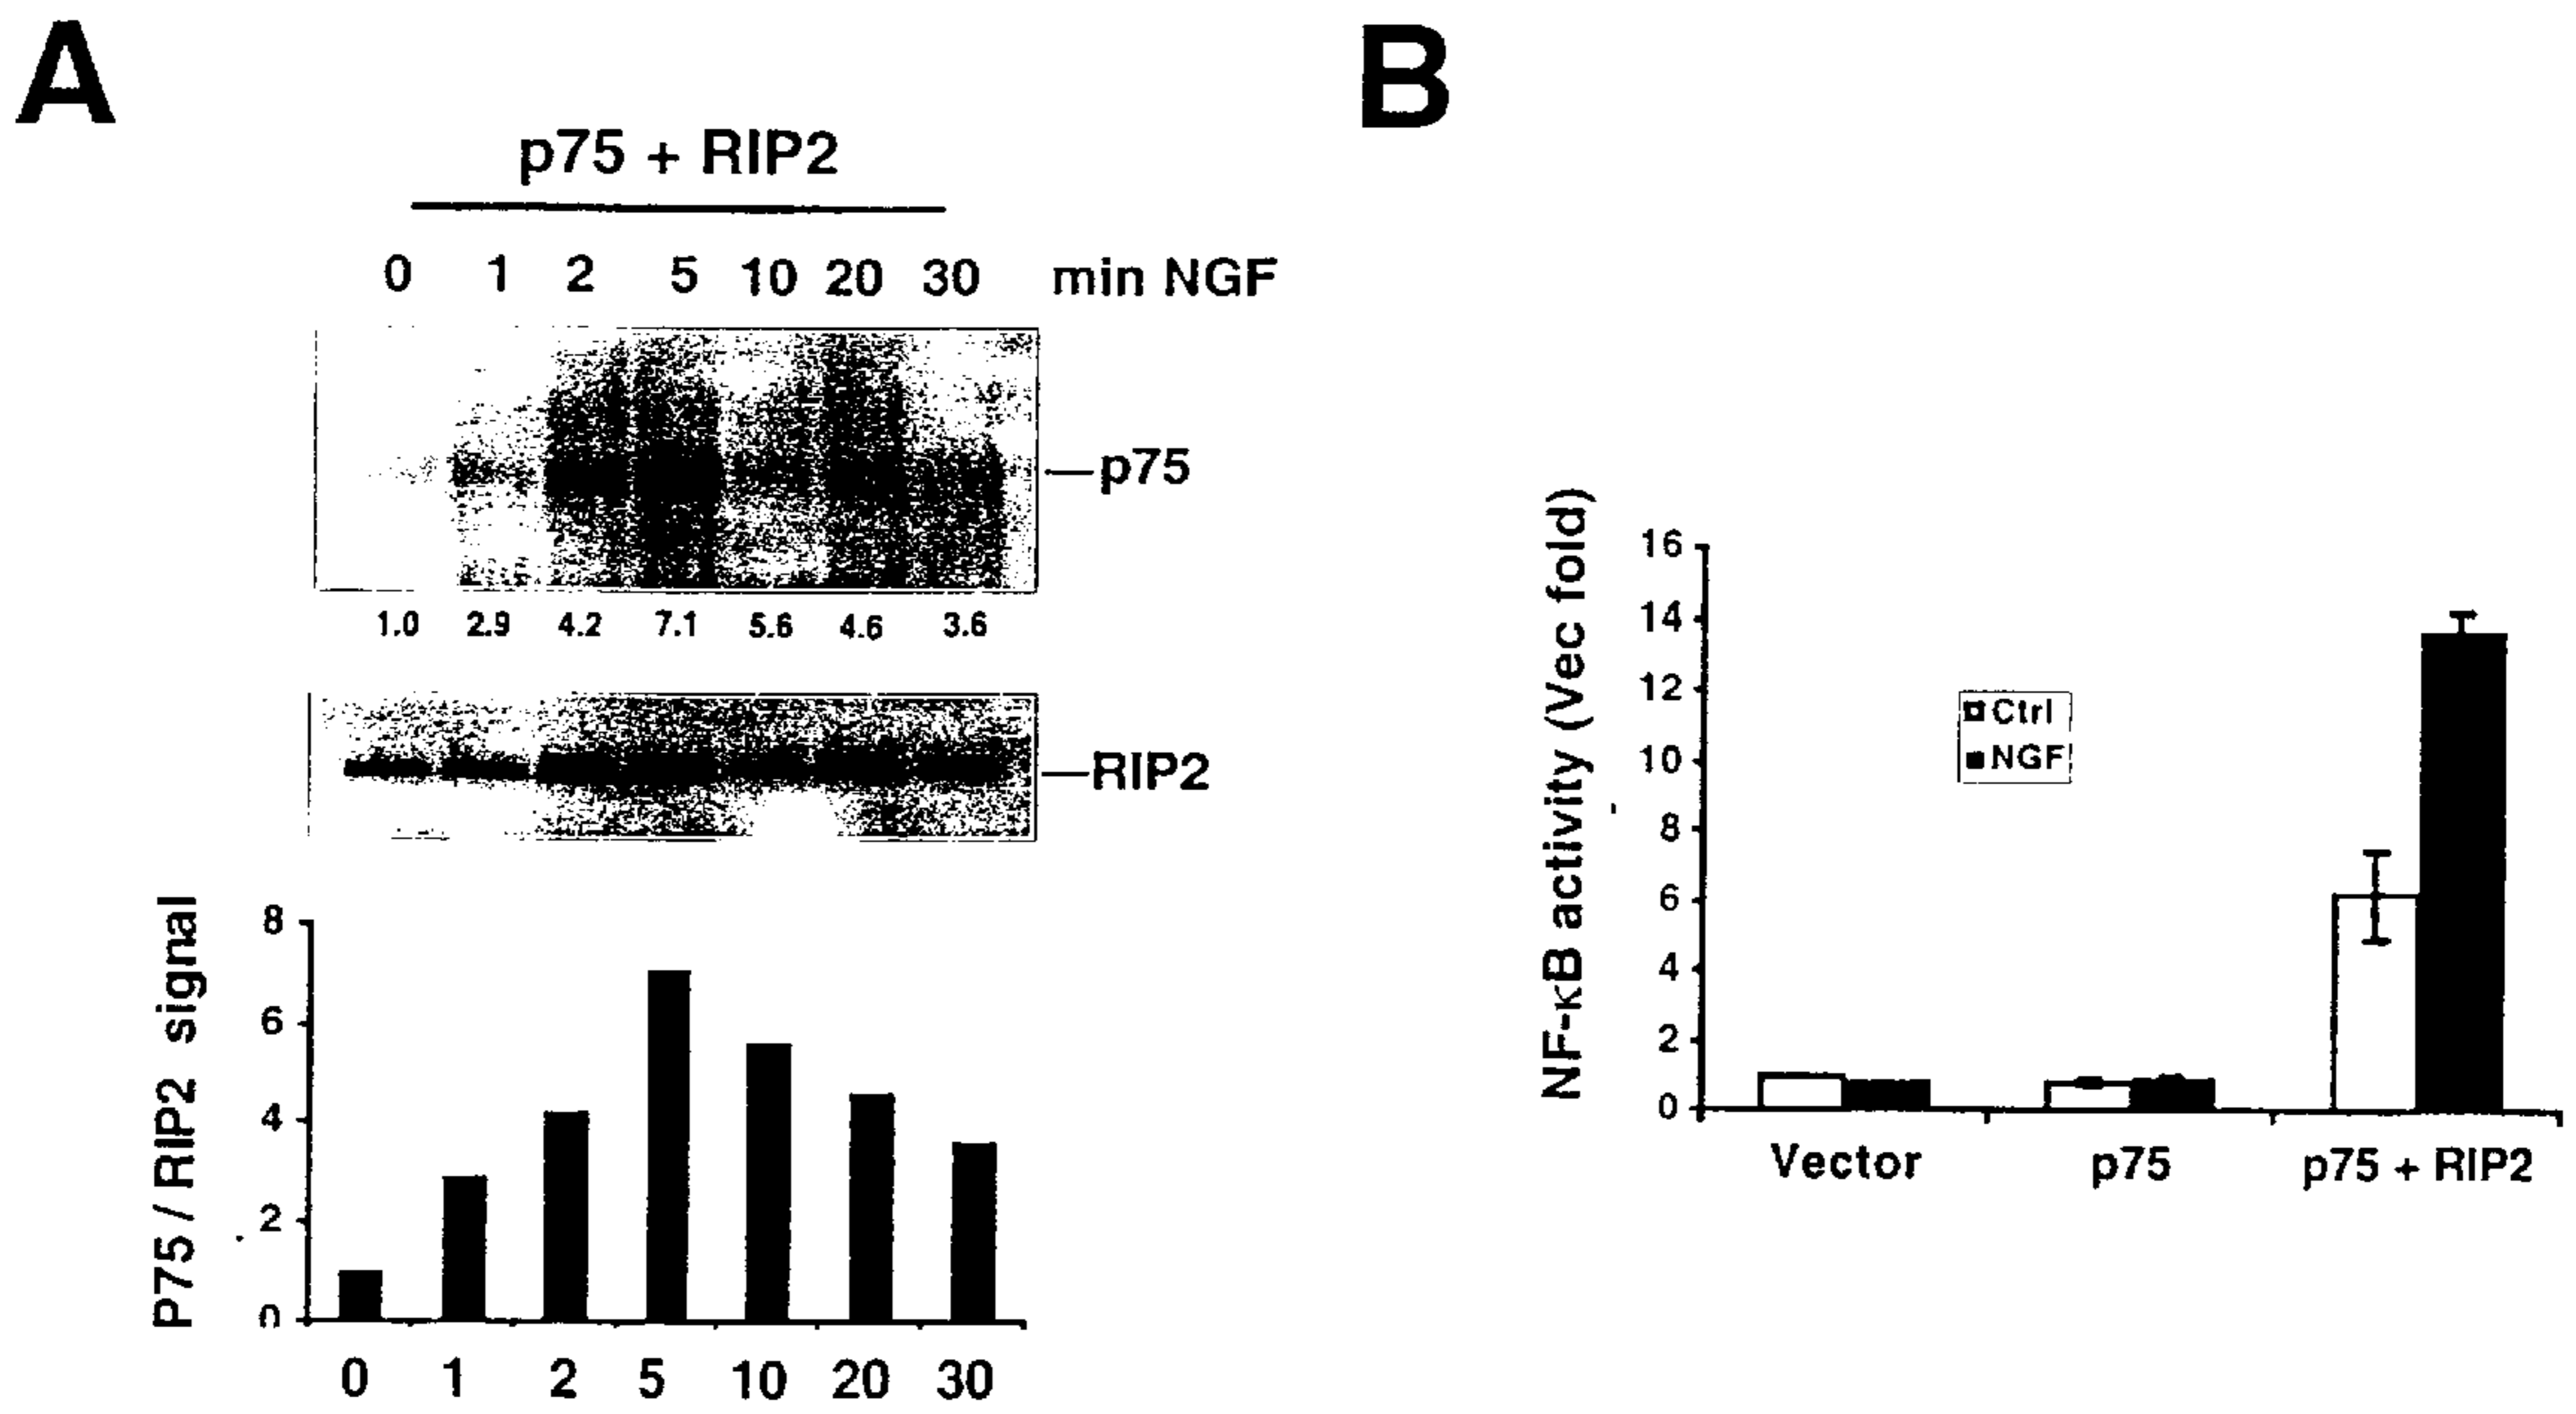 A
p75 + RIP2
0 1 2 5 10 20 30 min NGF
p75
1.0 2.9 4.2 7.1 5.6 4.6 3.6
RIP2
P75 / RIP2 signal
8
6
4
2
0
0 1 2 5 10 20 30
B
NF-κB activity (Vec fold)
16
14
12
10
8
6
4
2
0
Ctrl
NGF
Vector p75 p75 + RIP2